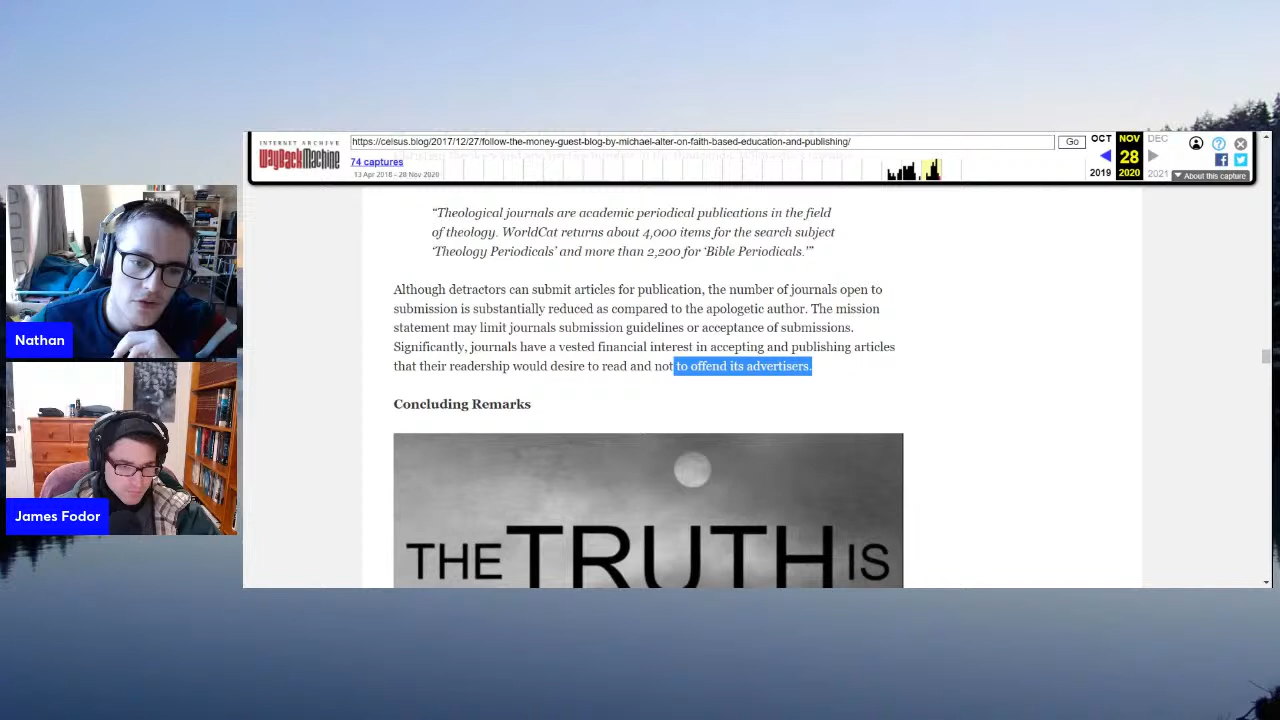 INTERNET ARCHIVE
WayBackMachine
https://celsus.blog/2017/12/27/follow-the-money-guest-blog-by-michael-alter-on-faith-based-education-and-publishing/
Go
OCT NOV DEC
74 captures
28
13 Apr 2018 - 28 Nov 2020
2019 2020 2021
About this capture
“Theological journals are academic periodical publications in the field
of theology. WorldCat returns about 4,000 items for the search subject
‘Theology Periodicals’ and more than 2,200 for ‘Bible Periodicals.’”
Although detractors can submit articles for publication, the number of journals open to
submission is substantially reduced as compared to the apologetic author. The mission
statement may limit journals submission guidelines or acceptance of submissions.
Significantly, journals have a vested financial interest in accepting and publishing articles
that their readership would desire to read and not to offend its advertisers.
Concluding Remarks
THE TRUTH IS
Nathan
James Fodor